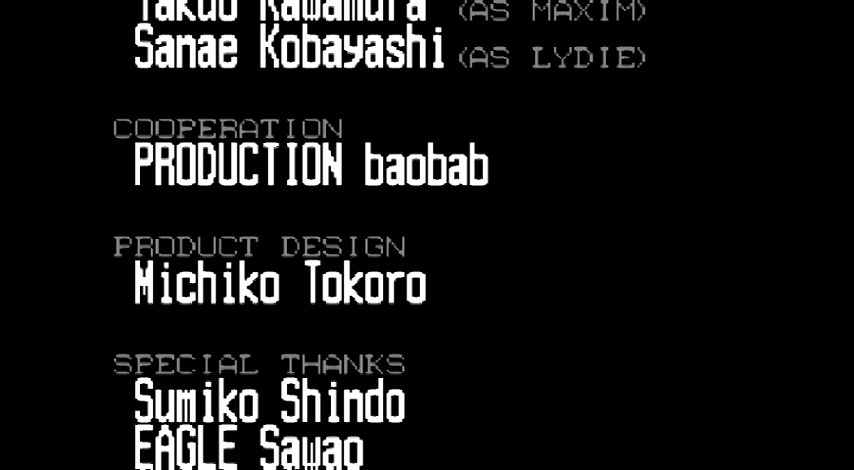 Takuo Kawamura (AS MAXIM)
Sanae Kobayashi (AS LYDIE)
COOPERATION
PRODUCTION baobab
PRODUCT DESIGN
Michiko Tokoro
SPECIAL THANKS
Sumiko Shindo
EAGLE Sawao